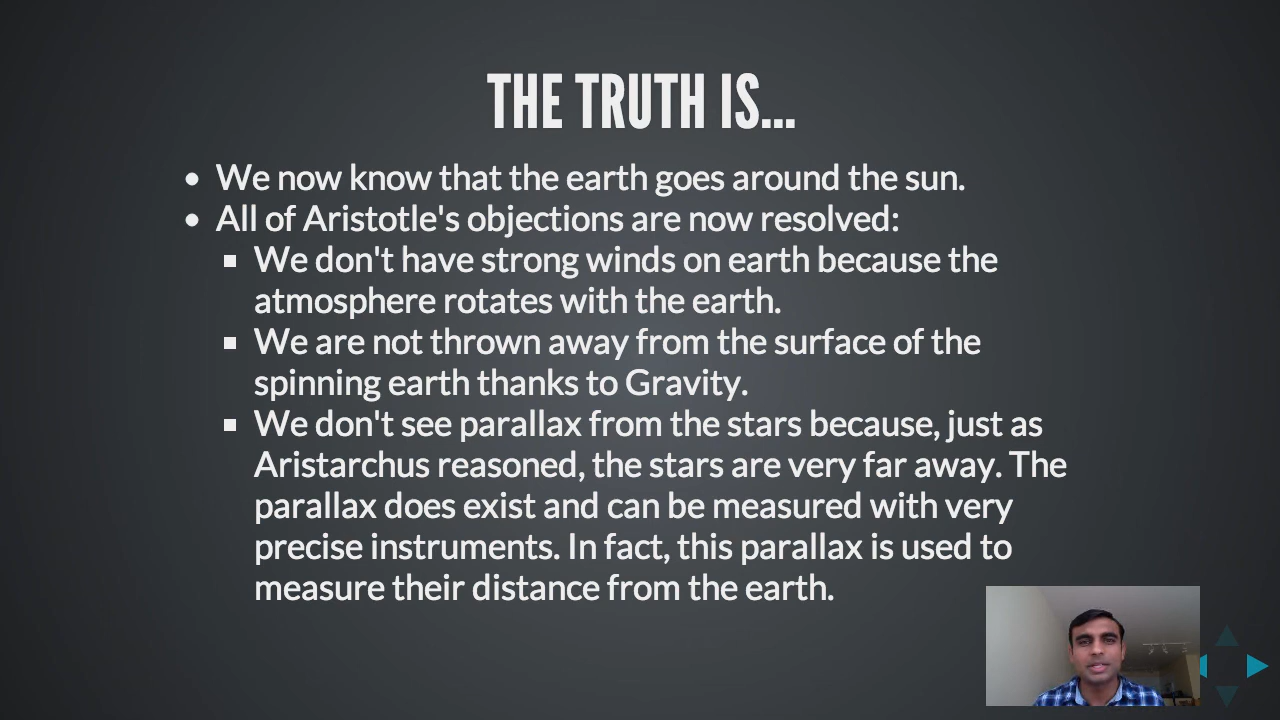 THE TRUTH IS...
• We now know that the earth goes around the sun.
• All of Aristotle's objections are now resolved:
▪ We don't have strong winds on earth because the
atmosphere rotates with the earth.
▪ We are not thrown away from the surface of the
spinning earth thanks to Gravity.
▪ We don't see parallax from the stars because, just as
Aristarchus reasoned, the stars are very far away. The
parallax does exist and can be measured with very
precise instruments. In fact, this parallax is used to
measure their distance from the earth.